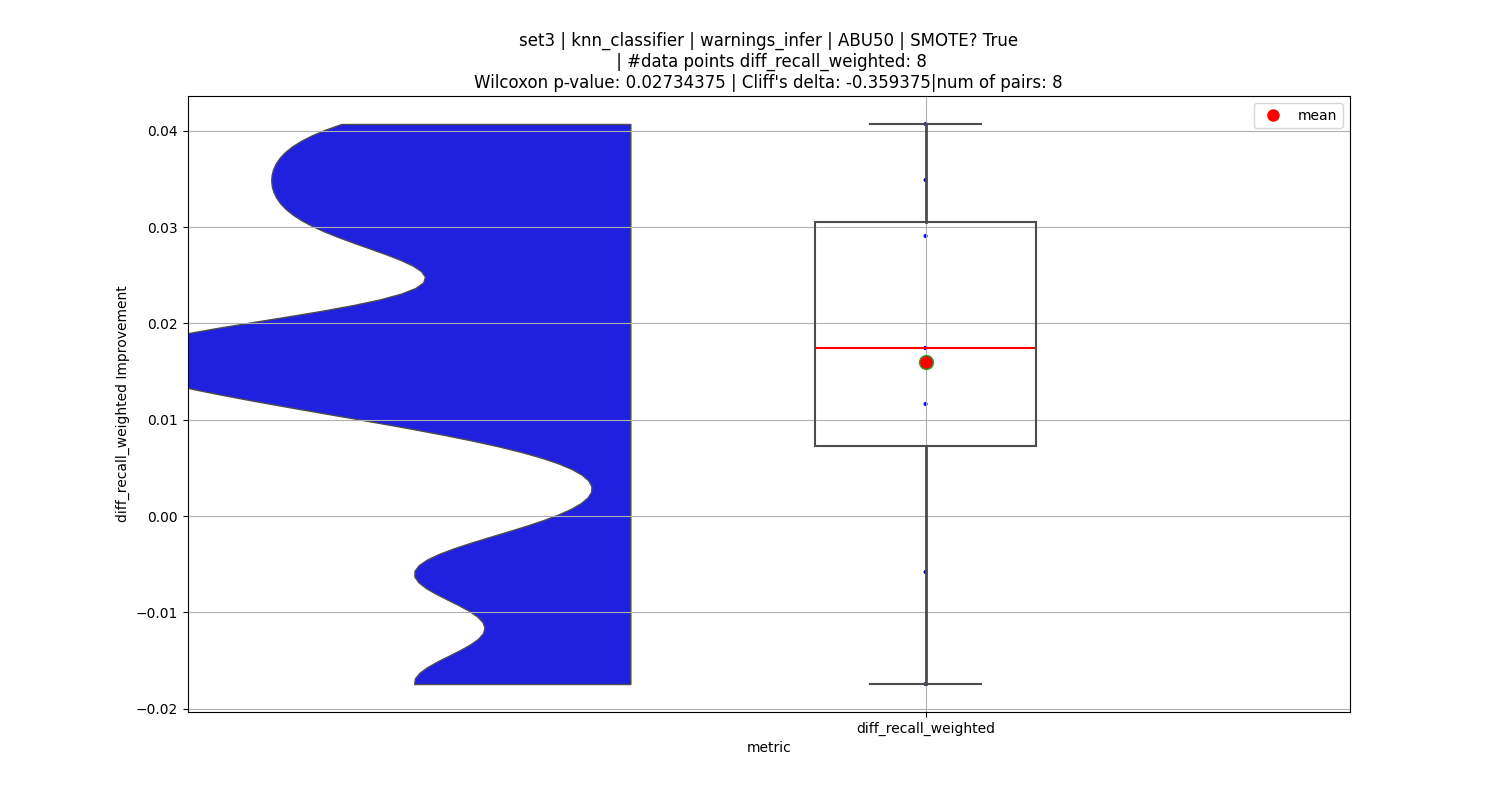 set3 | knn_classifier | warnings_infer | ABU50 | SMOTE? True
| #data points diff_recall_weighted: 8
Wilcoxon p-value: 0.02734375 | Cliff's delta: -0.359375|num of pairs: 8
mean
0.04
0.03
0.02
0.01
0.00
−0.01
−0.02
diff_recall_weighted Improvement
diff_recall_weighted
metric